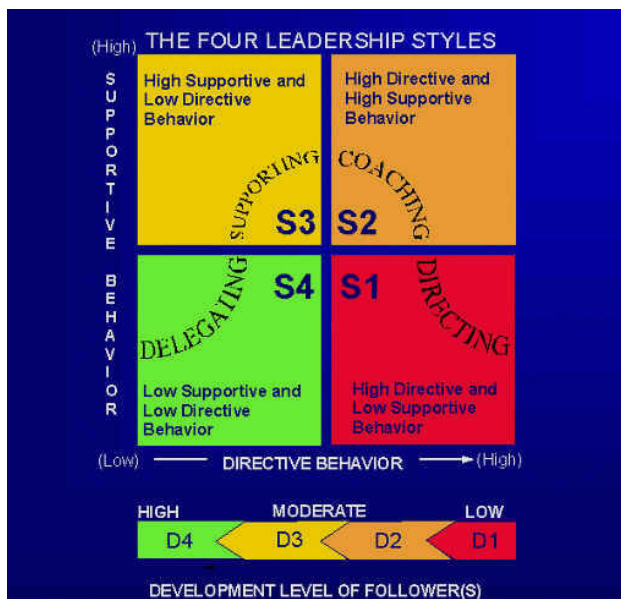 (High) THE FOUR LEADERSHIP STYLES
SUPPORTIVE BEHAVIOR
High Supportive and
Low Directive
Behavior
SUPPORTING
S3
High Directive and
High Supportive
Behavior
COACHING
S2
DELEGATING
S4
Low Supportive and
Low Directive
Behavior
S1
DIRECTING
High Directive and
Low Supportive
Behavior
(Low) DIRECTIVE BEHAVIOR (High)
HIGH MODERATE LOW
D4 D3 D2 D1
DEVELOPMENT LEVEL OF FOLLOWER(S)